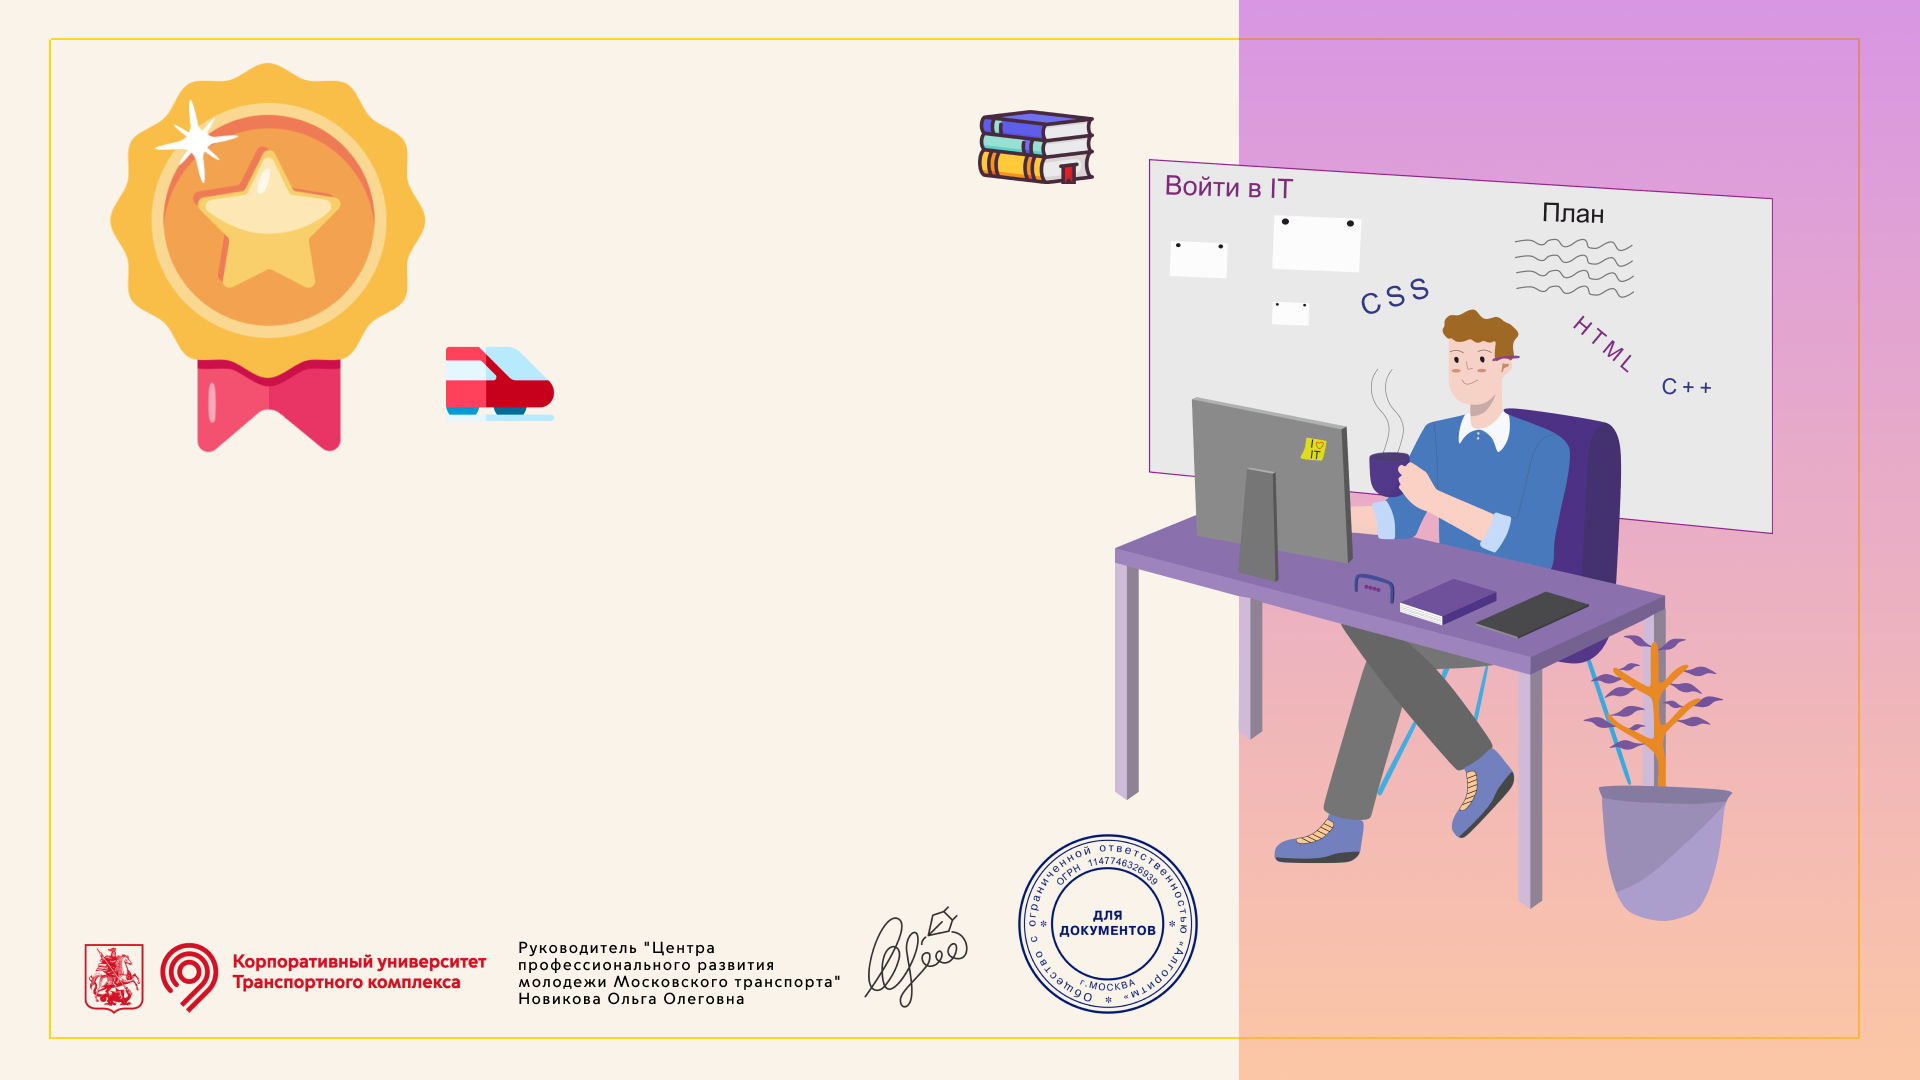 Войти в IT
План
CSS
HTML
C++
I ♡
IT
Общество с ограниченной ответственностью «Алгоритм»
ОГРН 1147746326939
ДЛЯ
ДОКУМЕНТОВ
г.МОСКВА
Корпоративный университет
Транспортного комплекса
Руководитель "Центра
профессионального развития
молодежи Московского транспорта"
Новикова Ольга Олеговна